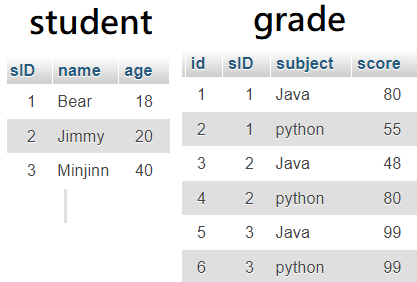 student
sID name age
1 Bear 18
2 Jimmy 20
3 Minjinn 40
grade
id sID subject score
1 1 Java 80
2 1 python 55
3 2 Java 48
4 2 python 80
5 3 Java 99
6 3 python 99